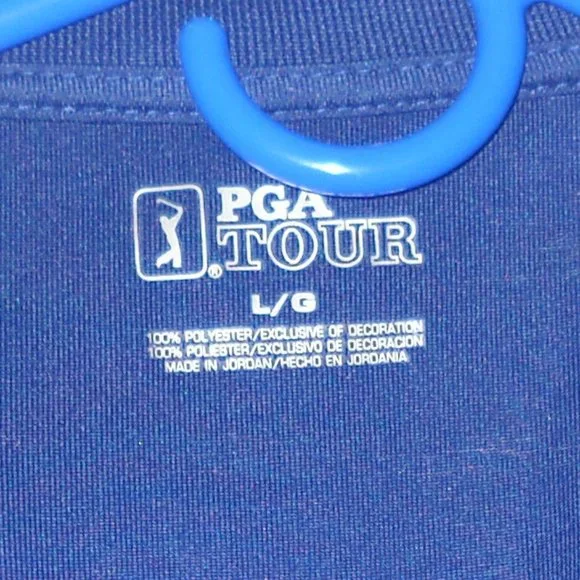 PGA
TOUR
®
L/G
100% POLYESTER/EXCLUSIVE OF DECORATION
100% POLIESTER/EXCLUSIVO DE DECORACION
MADE IN JORDAN/HECHO EN JORDANIA